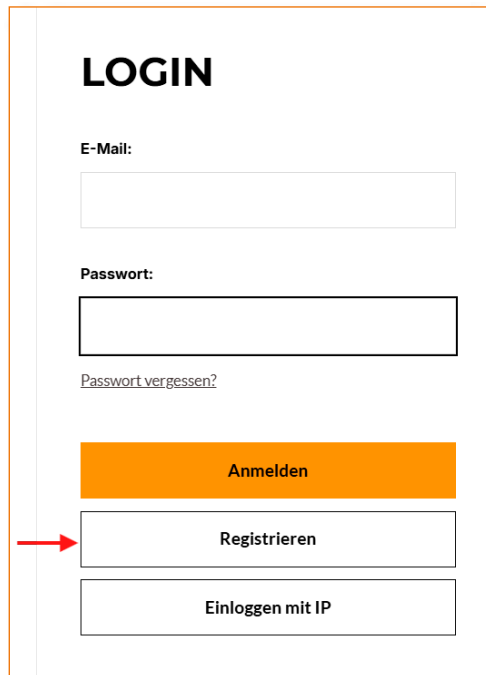 LOGIN
E-Mail:
Passwort:
Passwort vergessen?
Anmelden
Registrieren
Einloggen mit IP